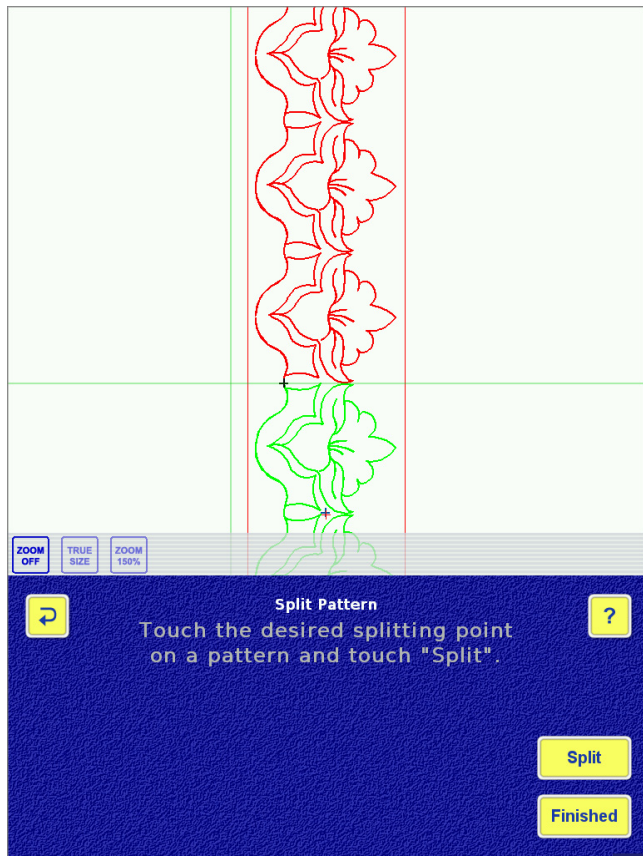 ZOOM
OFF
TRUE
SIZE
ZOOM
150%
Split Pattern
?
Touch the desired splitting point
on a pattern and touch "Split".
Split
Finished